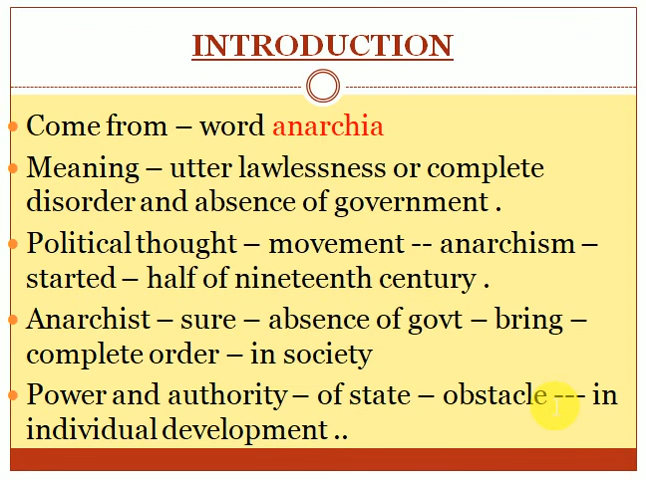 INTRODUCTION
Come from – word anarchia
Meaning – utter lawlessness or complete
disorder and absence of government .
Political thought – movement -- anarchism –
started – half of nineteenth century .
Anarchist – sure – absence of govt – bring –
complete order – in society
Power and authority – of state – obstacle --- in
individual development ..